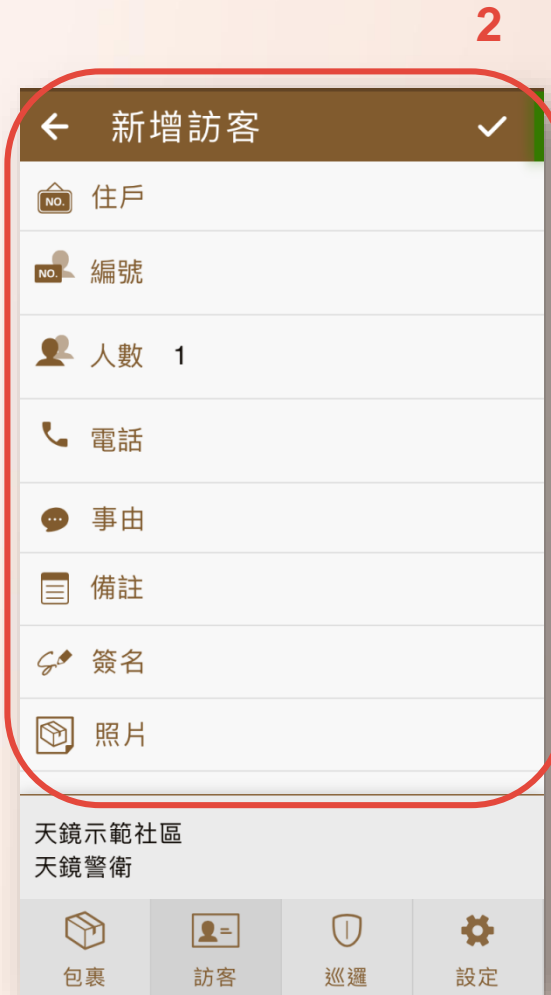 2
新增訪客
NO. 住戶
NO. 編號
人數 1
電話
事由
備註
簽名
照片
天鏡示範社區
天鏡警衛
包裹 訪客 巡邏 設定